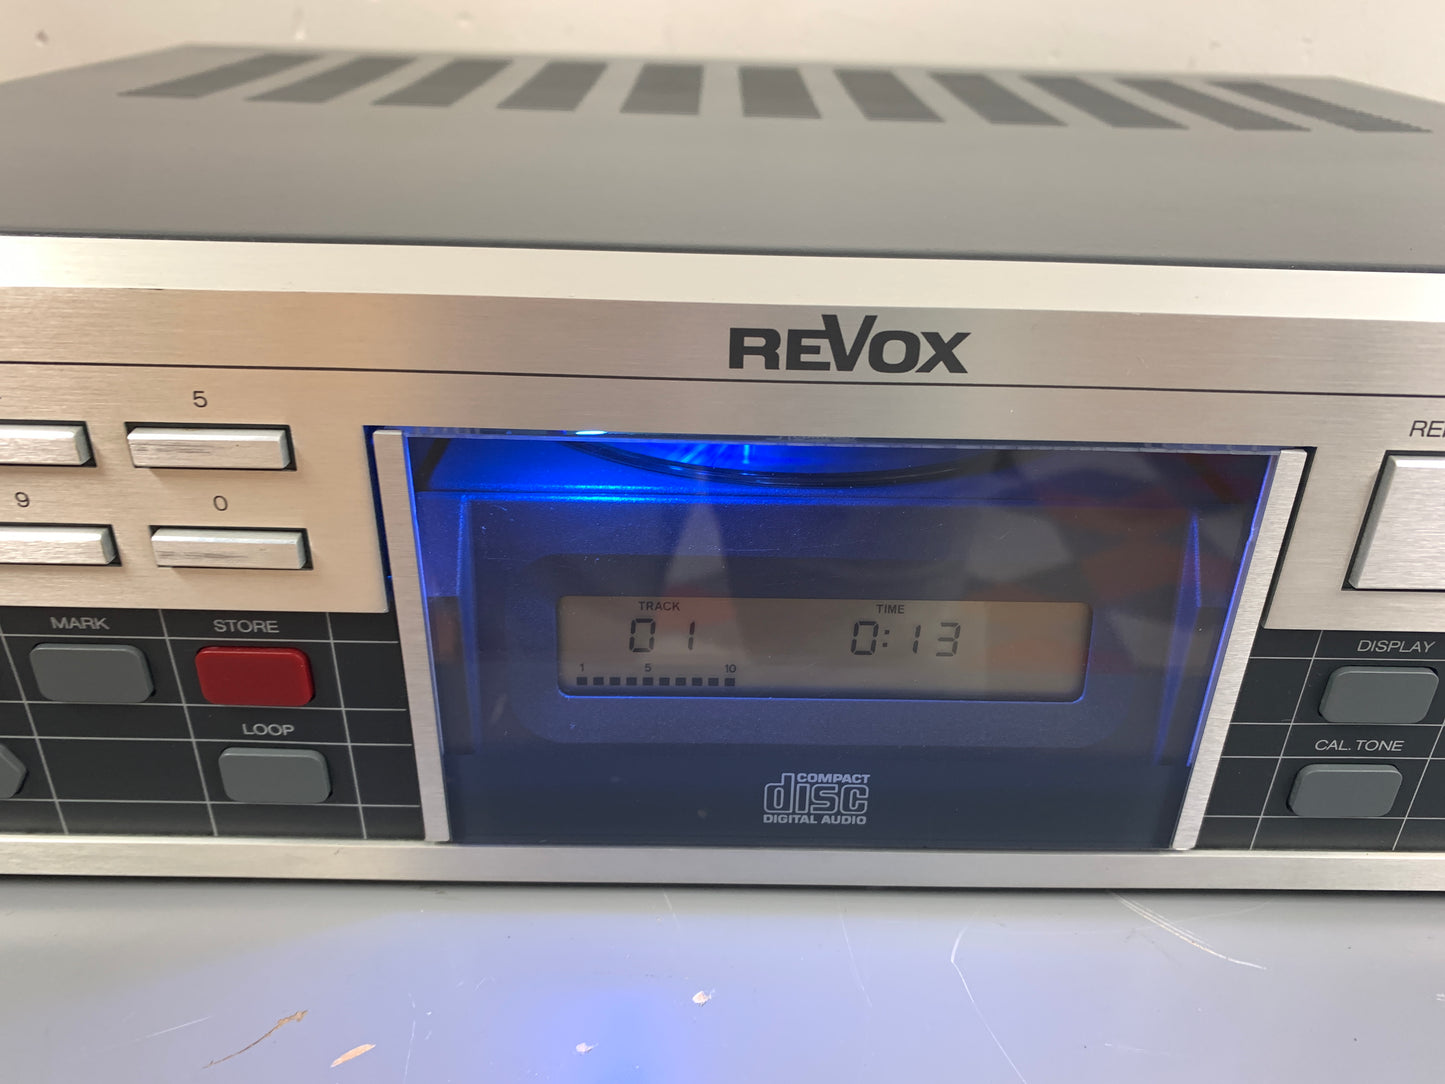 REVOX
5
9
0
MARK
STORE
LOOP
TRACK TIME
01 0:13
1 5 10
COMPACT
disc
DIGITAL AUDIO
DISPLAY
CAL. TONE